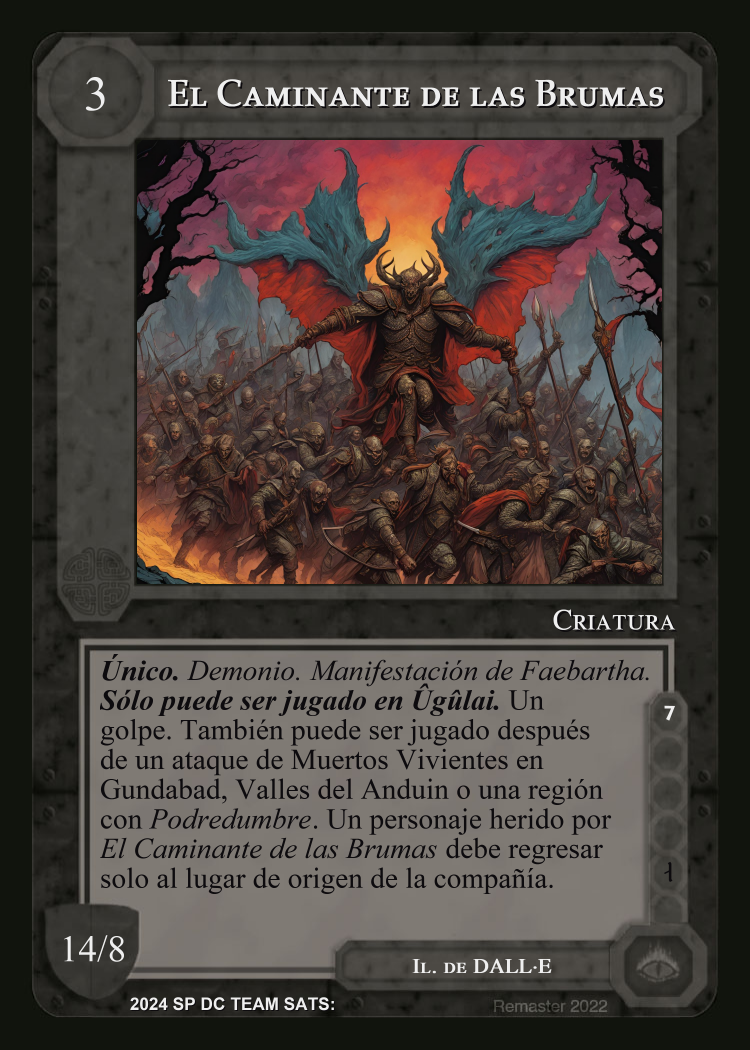 3
El Caminante de las Brumas
Criatura
Único. Demonio. Manifestación de Faebartha.
Sólo puede ser jugado en Ûgûlai. Un
golpe. También puede ser jugado después
de un ataque de Muertos Vivientes en
Gundabad, Valles del Anduin o una región
con Podredumbre. Un personaje herido por
El Caminante de las Brumas debe regresar
solo al lugar de origen de la compañía.
7
14/8
Il. de DALL·E
2024 SP DC TEAM SATS:
Remaster 2022